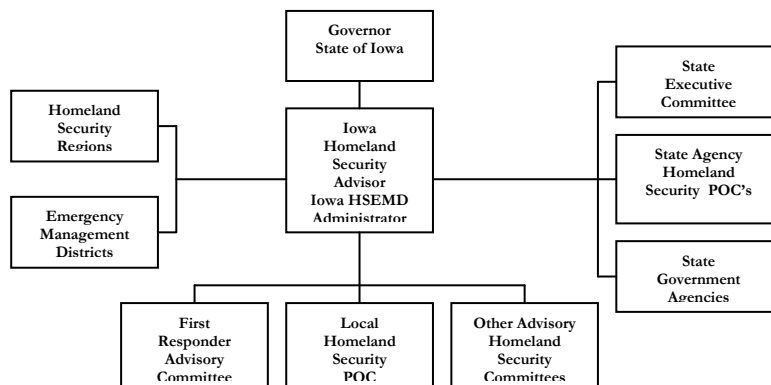 Governor
State of Iowa
State
Executive
Committee
Homeland
Security
Regions
Iowa
Homeland
Security
Advisor
Iowa HSEMD
Administrator
State Agency
Homeland
Security POC's
Emergency
Management
Districts
State
Government
Agencies
First
Responder
Advisory
Committee
Local
Homeland
Security
POC
Other Advisory
Homeland
Security
Committees